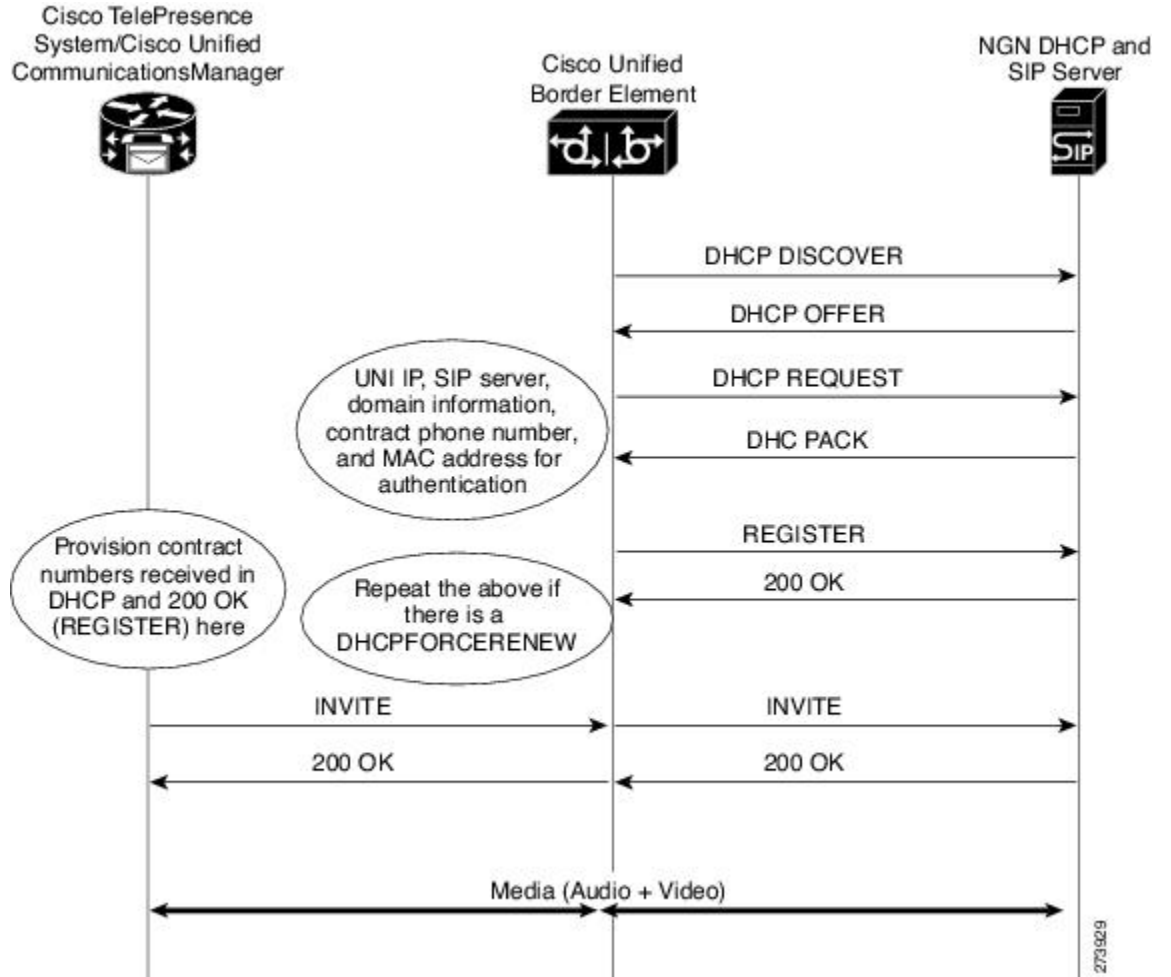 Cisco TelePresence
System/Cisco Unified
CommunicationsManager
Cisco Unified
Border Element
NGN DHCP and
SIP Server
SIP
DHCP DISCOVER
DHCP OFFER
UNI IP, SIP server,
domain information,
contract phone number,
and MAC address for
authentication
DHCP REQUEST
DHC PACK
Provision contract
numbers received in
DHCP and 200 OK
(REGISTER) here
REGISTER
200 OK
Repeat the above if
there is a
DHCPFORCERENEW
INVITE
INVITE
200 OK
200 OK
Media (Audio + Video)
273929